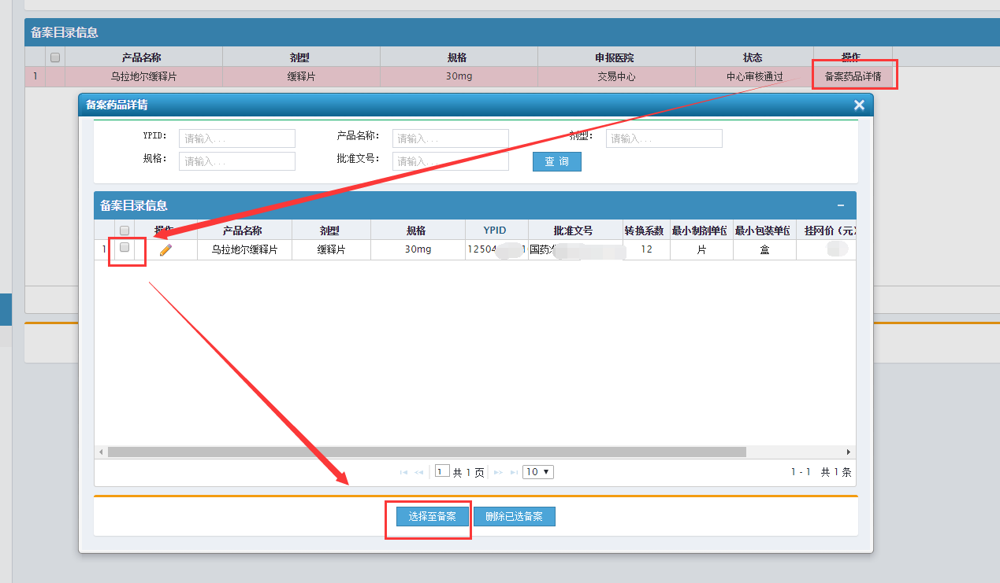 备案目录信息
产品名称 剂型 规格 申报医院 状态 操作
1 乌拉地尔缓释片 缓释片 30mg 交易中心 中心审核通过 备案药品详情
备案药品详情
YPID: 请输入... 产品名称: 请输入... 剂型: 请输入...
规格: 请输入... 批准文号: 请输入... 查 询
备案目录信息
操作 产品名称 剂型 规格 YPID 批准文号 转换系数 最小制剂单位 最小包装单位 挂网价（元）
1 乌拉地尔缓释片 缓释片 30mg 12504 1 国药 12 片 盒
1 共 1 页 10 1 - 1 共 1 条
选择至备案 删除已选备案